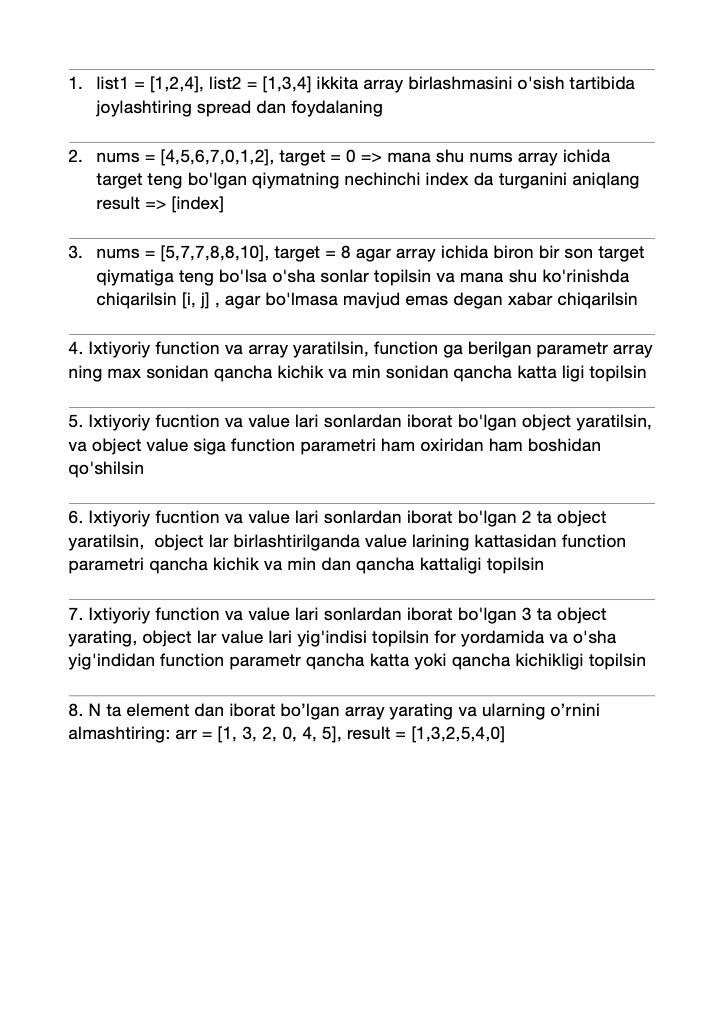 1. list1 = [1,2,4], list2 = [1,3,4] ikkita array birlashmasini o'sish tartibida
joylashtiring spread dan foydalaning
2. nums = [4,5,6,7,0,1,2], target = 0 => mana shu nums array ichida
target teng bo'lgan qiymatning nechinchi index da turganini aniqlang
result => [index]
3. nums = [5,7,7,8,8,10], target = 8 agar array ichida biron bir son target
qiymatiga teng bo'lsa o'sha sonlar topilsin va mana shu ko'rinishda
chiqarilsin [i, j] , agar bo'lmasa mavjud emas degan xabar chiqarilsin
4. Ixtiyoriy function va array yaratilsin, function ga berilgan parametr array
ning max sonidan qancha kichik va min sonidan qancha katta ligi topilsin
5. Ixtiyoriy fucntion va value lari sonlardan iborat bo'lgan object yaratilsin,
va object value siga function parametri ham oxiridan ham boshidan
qo'shilsin
6. Ixtiyoriy fucntion va value lari sonlardan iborat bo'lgan 2 ta object
yaratilsin,  object lar birlashtirilganda value larining kattasidan function
parametri qancha kichik va min dan qancha kattaligi topilsin
7. Ixtiyoriy function va value lari sonlardan iborat bo'lgan 3 ta object
yarating, object lar value lari yig'indisi topilsin for yordamida va o'sha
yig'indidan function parametr qancha katta yoki qancha kichikligi topilsin
8. N ta element dan iborat bo’lgan array yarating va ularning o’rnini
almashtiring: arr = [1, 3, 2, 0, 4, 5], result = [1,3,2,5,4,0]